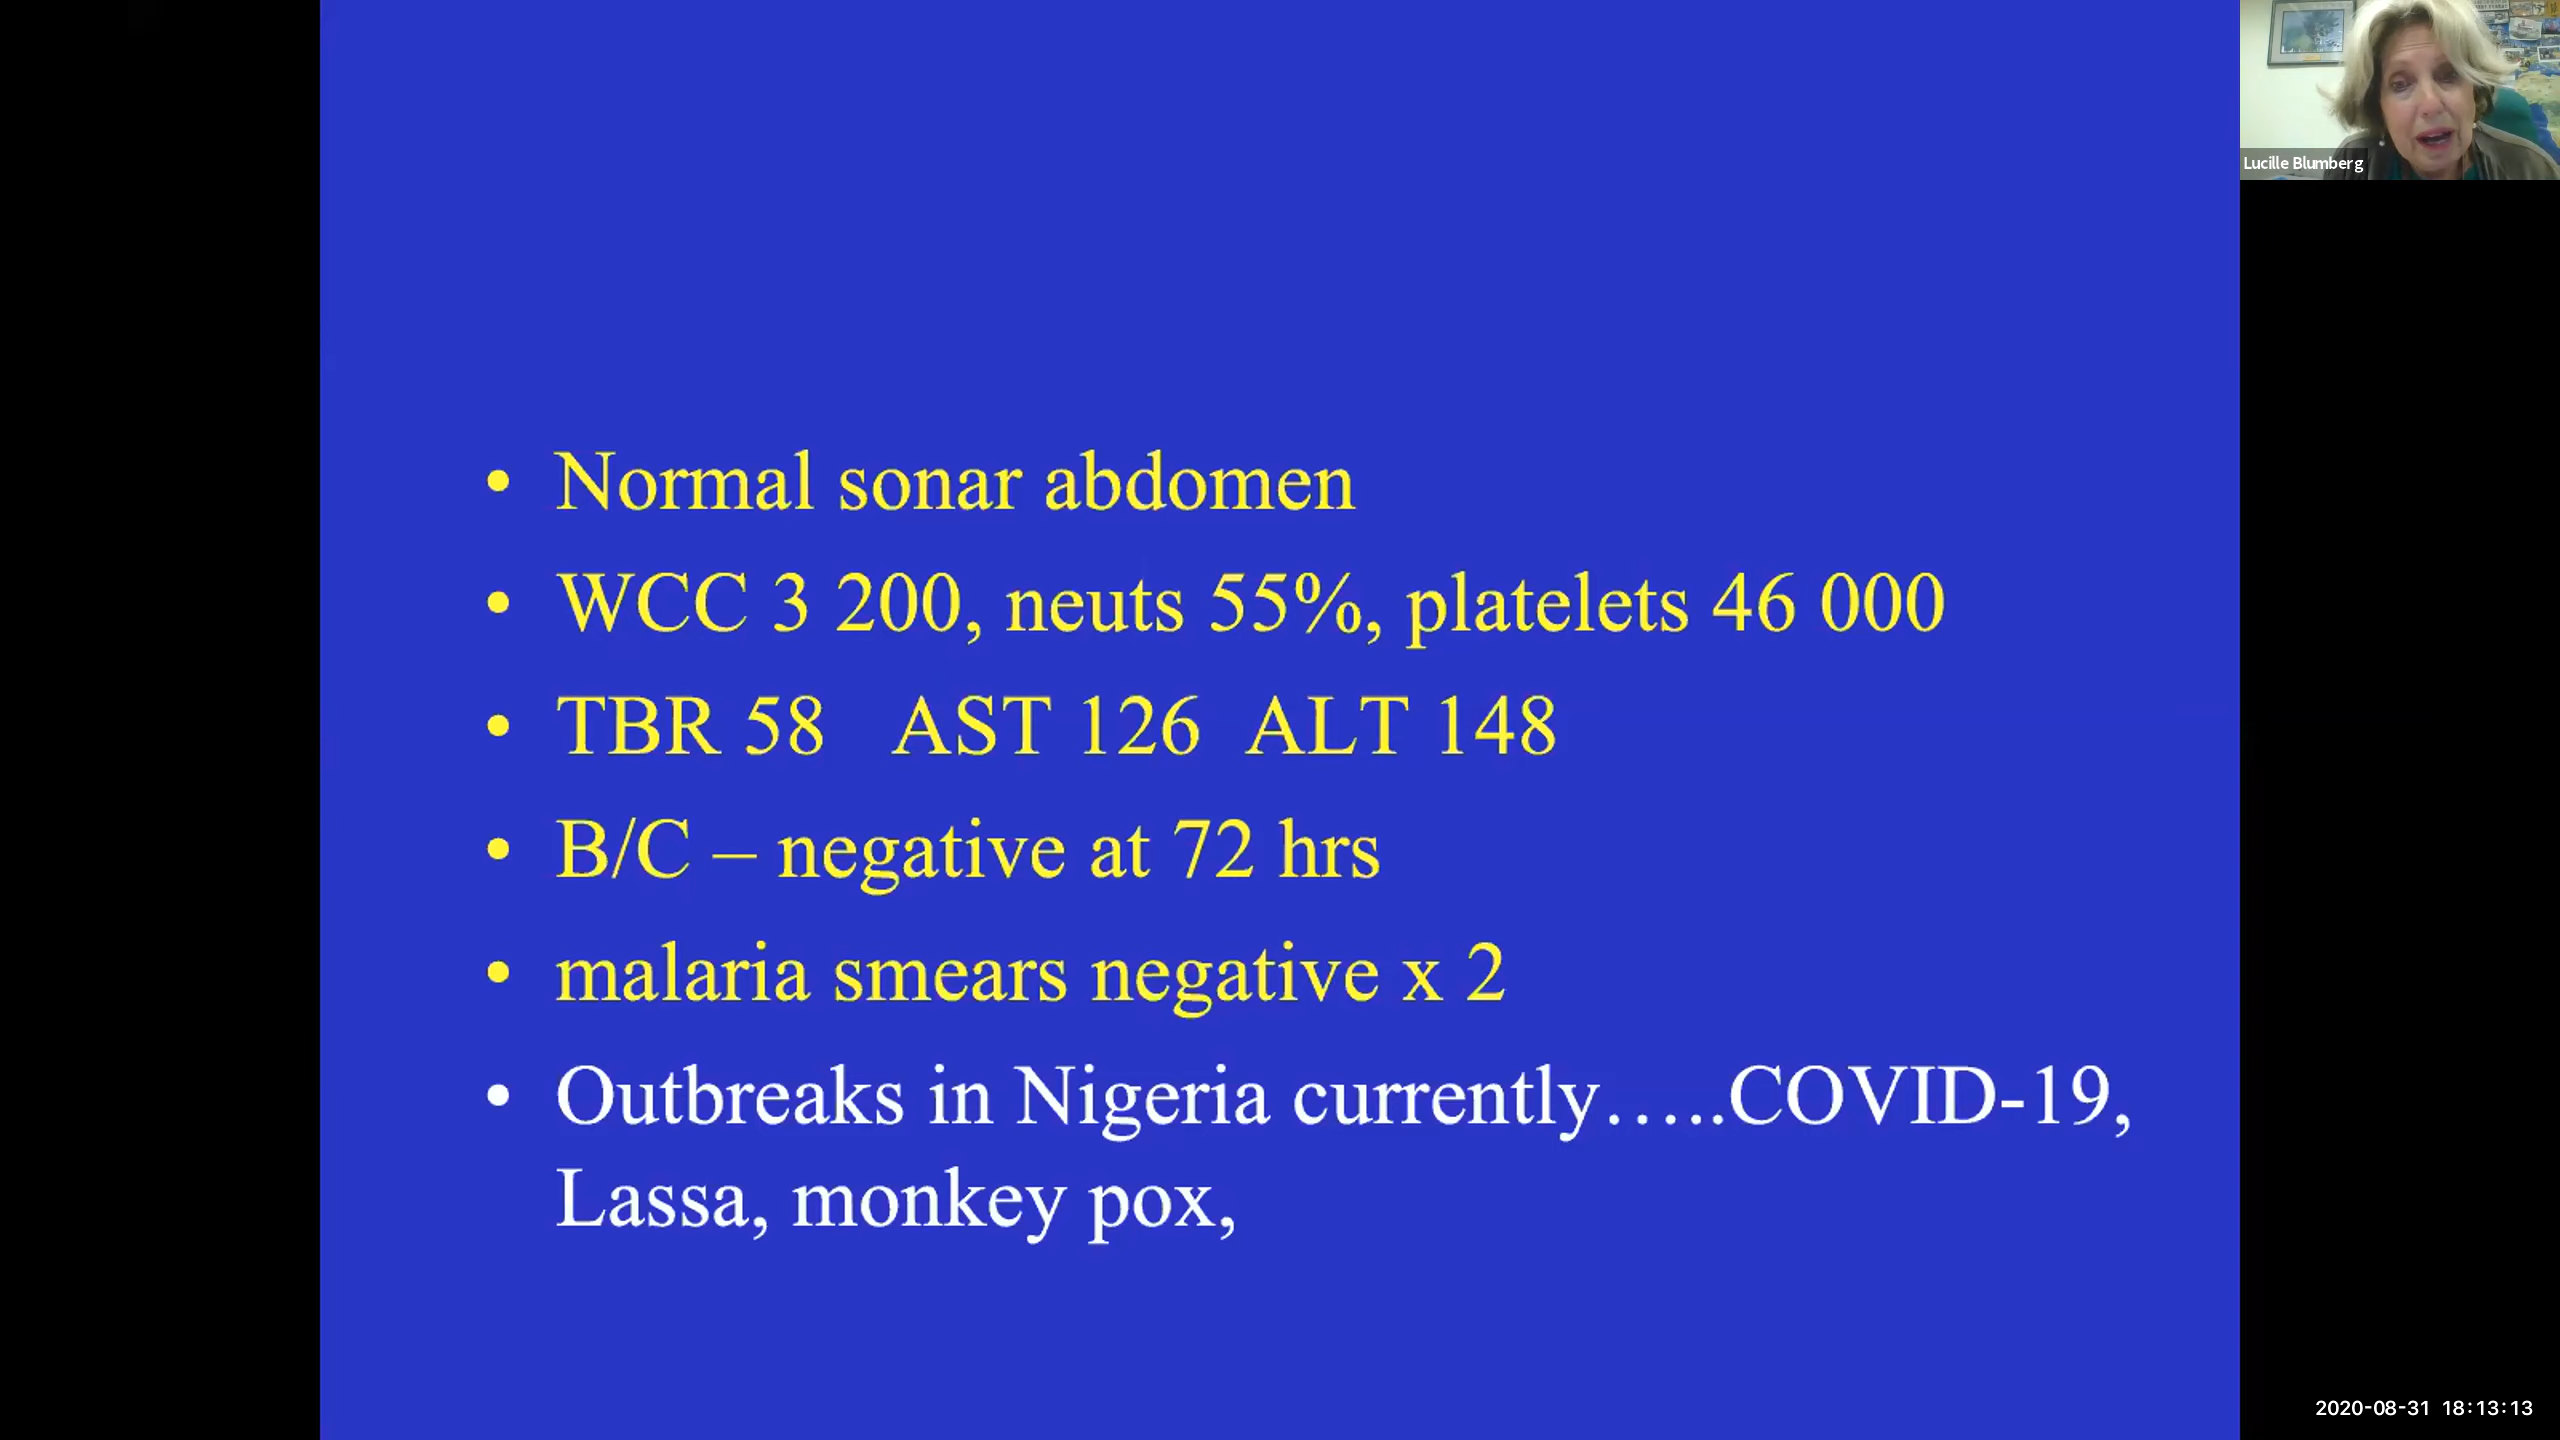 Lucille Blumberg
• Normal sonar abdomen
• WCC 3 200, neuts 55%, platelets 46 000
• TBR 58 AST 126 ALT 148
• B/C – negative at 72 hrs
• malaria smears negative x 2
• Outbreaks in Nigeria currently…..COVID-19,
Lassa, monkey pox,
2020-08-31 18:13:13